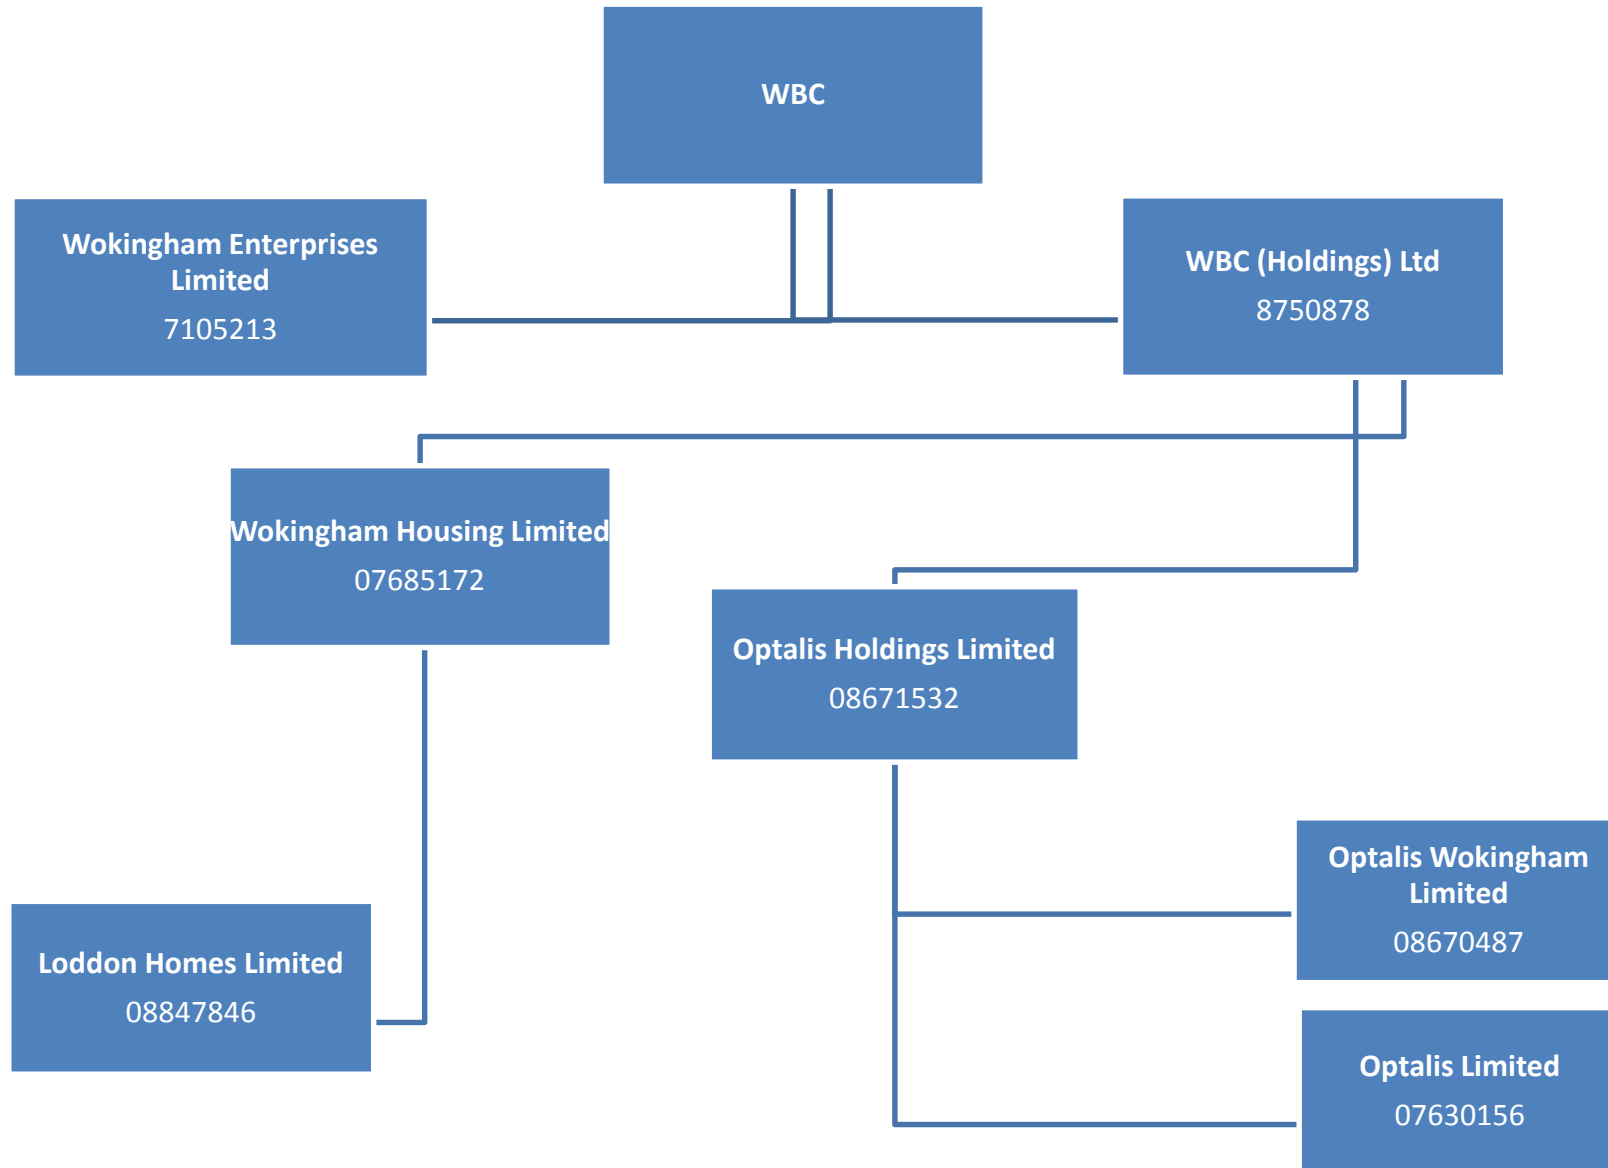 WBC
Wokingham Enterprises
Limited
7105213
WBC (Holdings) Ltd
8750878
Wokingham Housing Limited
07685172
Optalis Holdings Limited
08671532
Optalis Wokingham
Limited
08670487
Loddon Homes Limited
08847846
Optalis Limited
07630156